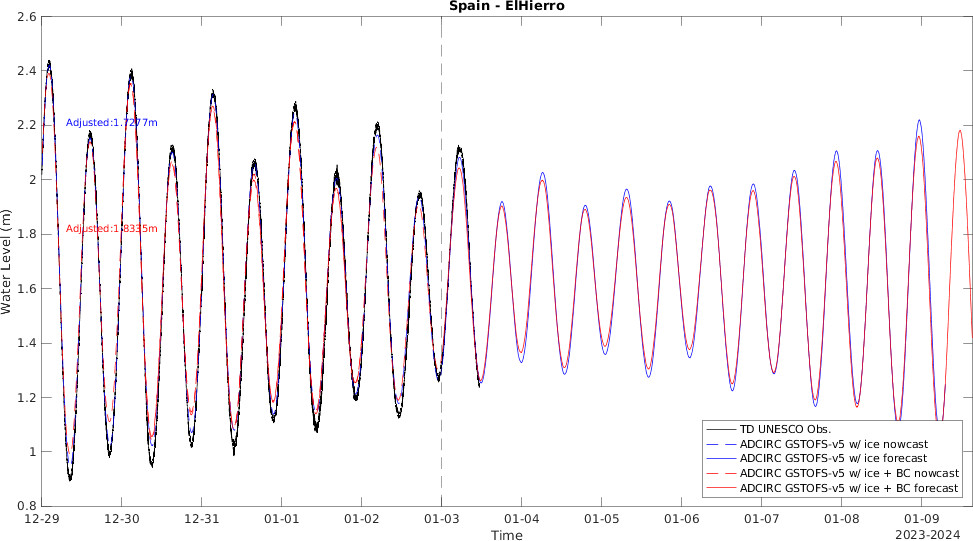 Spain - ElHierro
2.6
2.4
2.2
2
1.8
1.6
1.4
1.2
1
0.8
Water Level (m)
Adjusted:1.7277m
Adjusted:1.8335m
TD UNESCO Obs.
ADCIRC GSTOFS-v5 w/ ice nowcast
ADCIRC GSTOFS-v5 w/ ice forecast
ADCIRC GSTOFS-v5 w/ ice + BC nowcast
ADCIRC GSTOFS-v5 w/ ice + BC forecast
12-29 12-30 12-31 01-01 01-02 01-03 01-04 01-05 01-06 01-07 01-08 01-09
Time
2023-2024